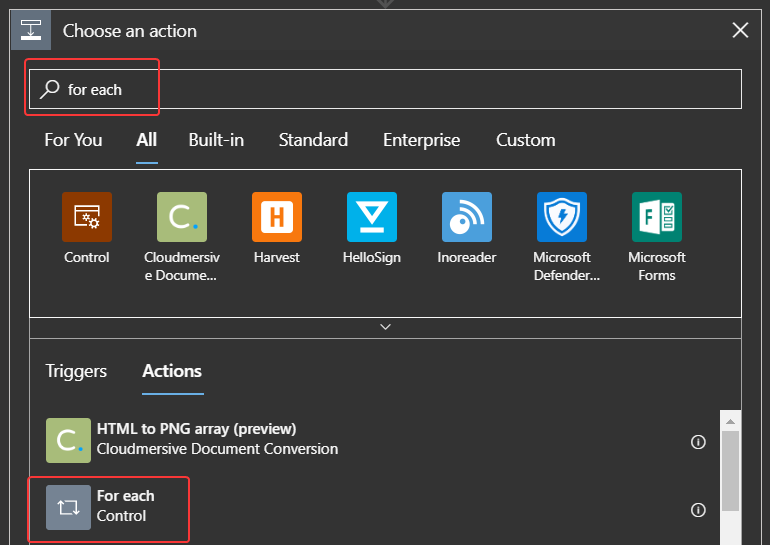 Choose an action
for each
For You All Built-in Standard Enterprise Custom
Control Cloudmersiv Harvest HelloSign Inoreader Microsoft Microsoft
e Docume... Defender... Forms
Triggers Actions
HTML to PNG array (preview)
Cloudmersive Document Conversion
For each
Control